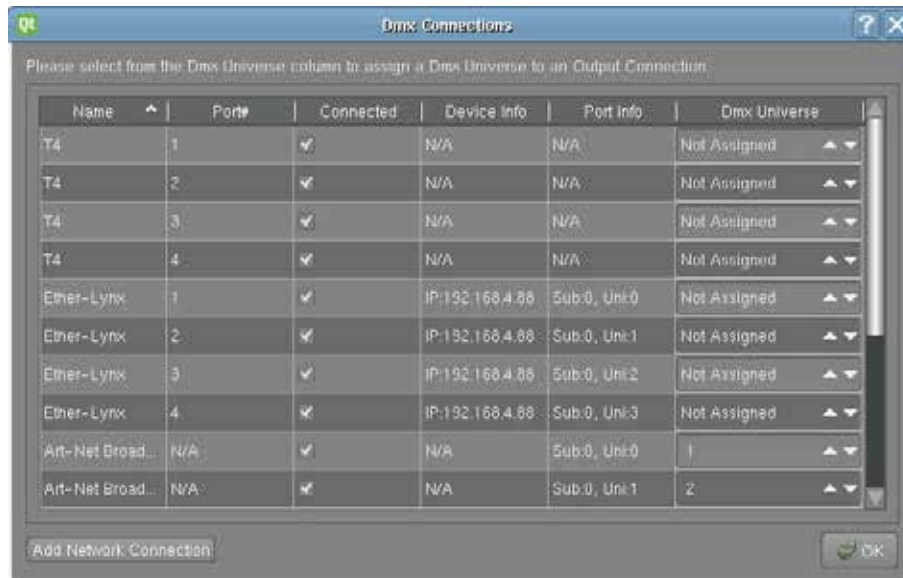 Qt Dmx Connections ? X
Please select from the Dmx Universe column to assign a Dmx Universe to an Output Connection
Name Port# Connected Device Info Port Info Dmx Universe
T4 1 N/A N/A Not Assigned
T4 2 N/A N/A Not Assigned
T4 3 N/A N/A Not Assigned
T4 4 N/A N/A Not Assigned
Ether-Lynx 1 IP:192.168.4.88 Sub:0, Uni:0 Not Assigned
Ether-Lynx 2 IP:192.168.4.88 Sub:0, Uni:1 Not Assigned
Ether-Lynx 3 IP:192.168.4.88 Sub:0, Uni:2 Not Assigned
Ether-Lynx 4 IP:192.168.4.88 Sub:0, Uni:3 Not Assigned
Art-Net Broad... N/A N/A Sub:0, Uni:0 1
Art-Net Broad... N/A N/A Sub:0, Uni:1 2
Add Network Connection OK